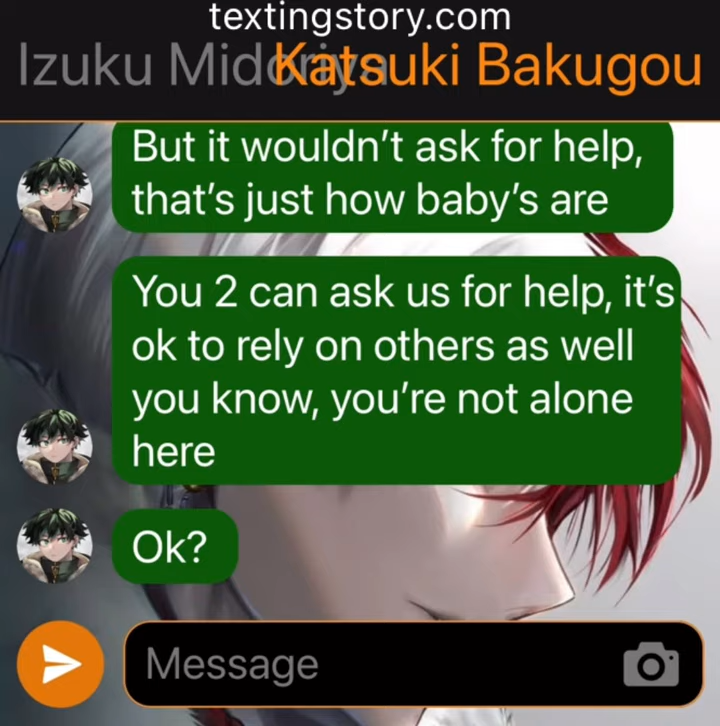 textingstory.com
Izuku Midoriya Katsuki Bakugou
But it wouldn't ask for help,
that's just how baby's are
You 2 can ask us for help, it's
ok to rely on others as well
you know, you're not alone
here
Ok?
Message